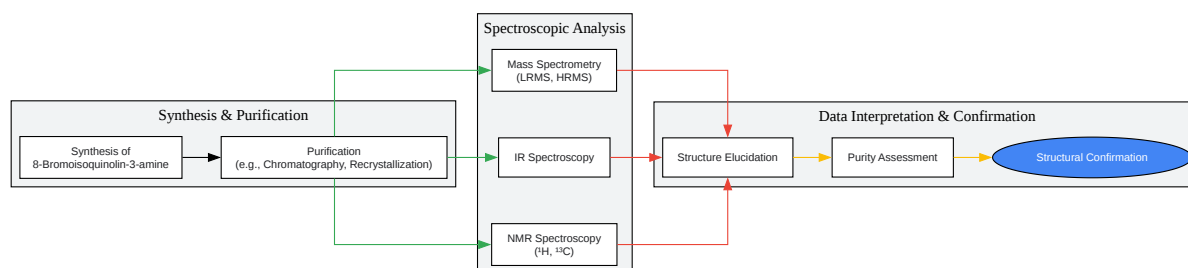 Spectroscopic Analysis
Mass Spectrometry
(LRMS, HRMS)
Synthesis & Purification
Data Interpretation & Confirmation
Synthesis of
8-Bromoisoquinolin-3-amine
Purification
(e.g., Chromatography, Recrystallization)
IR Spectroscopy
Structure Elucidation
Purity Assessment
Structural Confirmation
NMR Spectroscopy
(¹H, ¹³C)